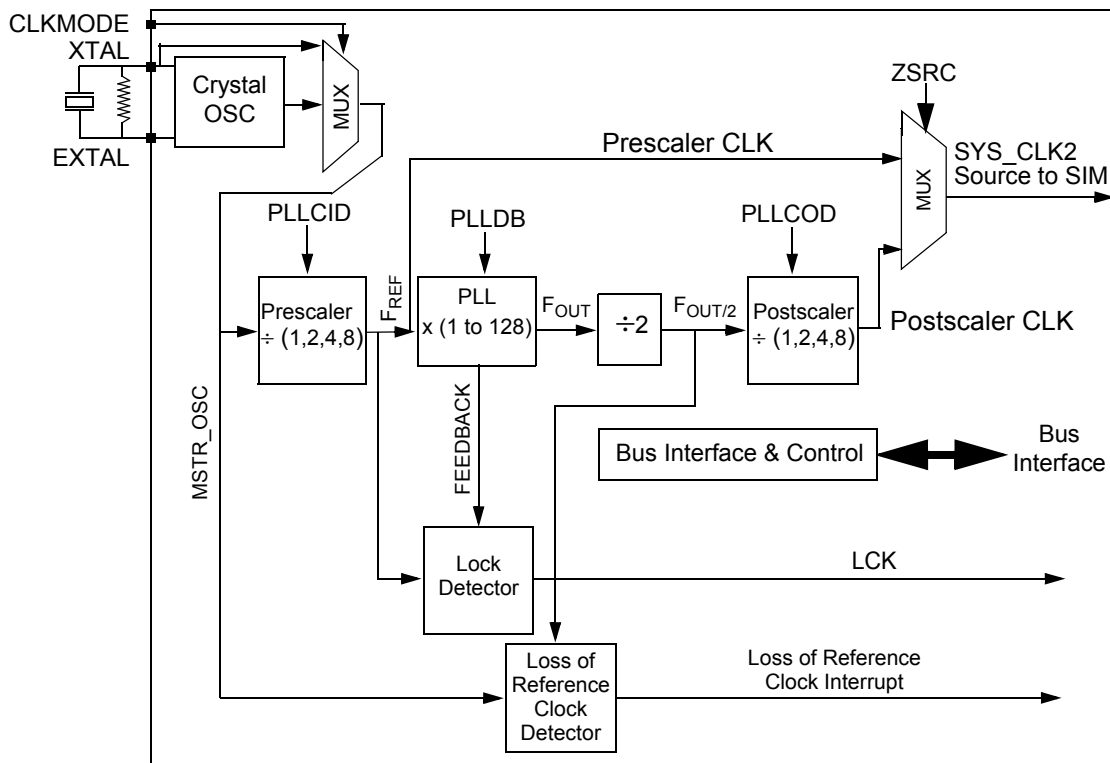 CLKMODE
XTAL
EXTAL
Crystal
OSC
MUX
ZSRC
Prescaler CLK
MUX
SYS_CLK2
Source to SIM
PLLCID
PLLDB
PLLCOD
Prescaler
÷ (1,2,4,8)
FREF
PLL
x (1 to 128)
FOUT
÷2
FOUT/2
Postscaler
÷ (1,2,4,8)
Postscaler CLK
MSTR_OSC
FEEDBACK
Bus Interface & Control
Bus
Interface
Lock
Detector
LCK
Loss of
Reference
Clock
Detector
Loss of Reference
Clock Interrupt